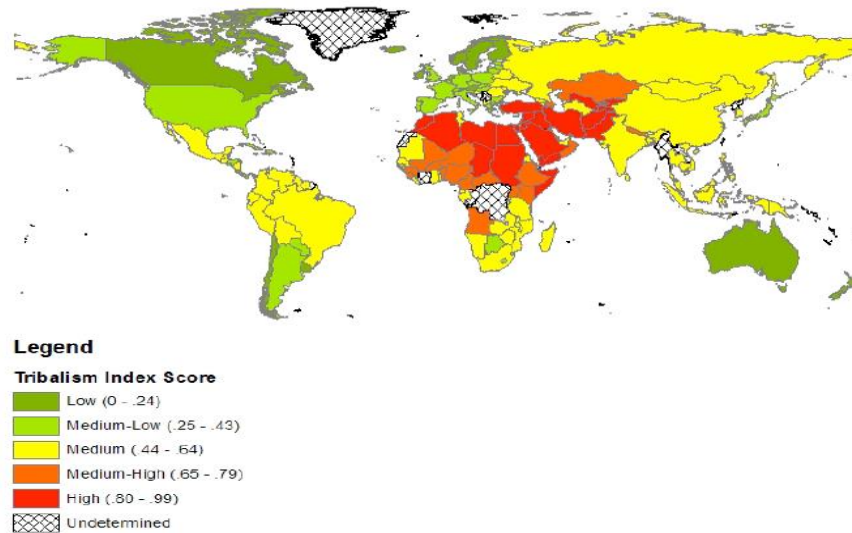 Legend
Tribalism Index Score
Low (0 - .24)
Medium-Low (.25 - .43)
Medium (.44 - .64)
Medium-High (.65 - .79)
High (.80 - .99)
Undetermined